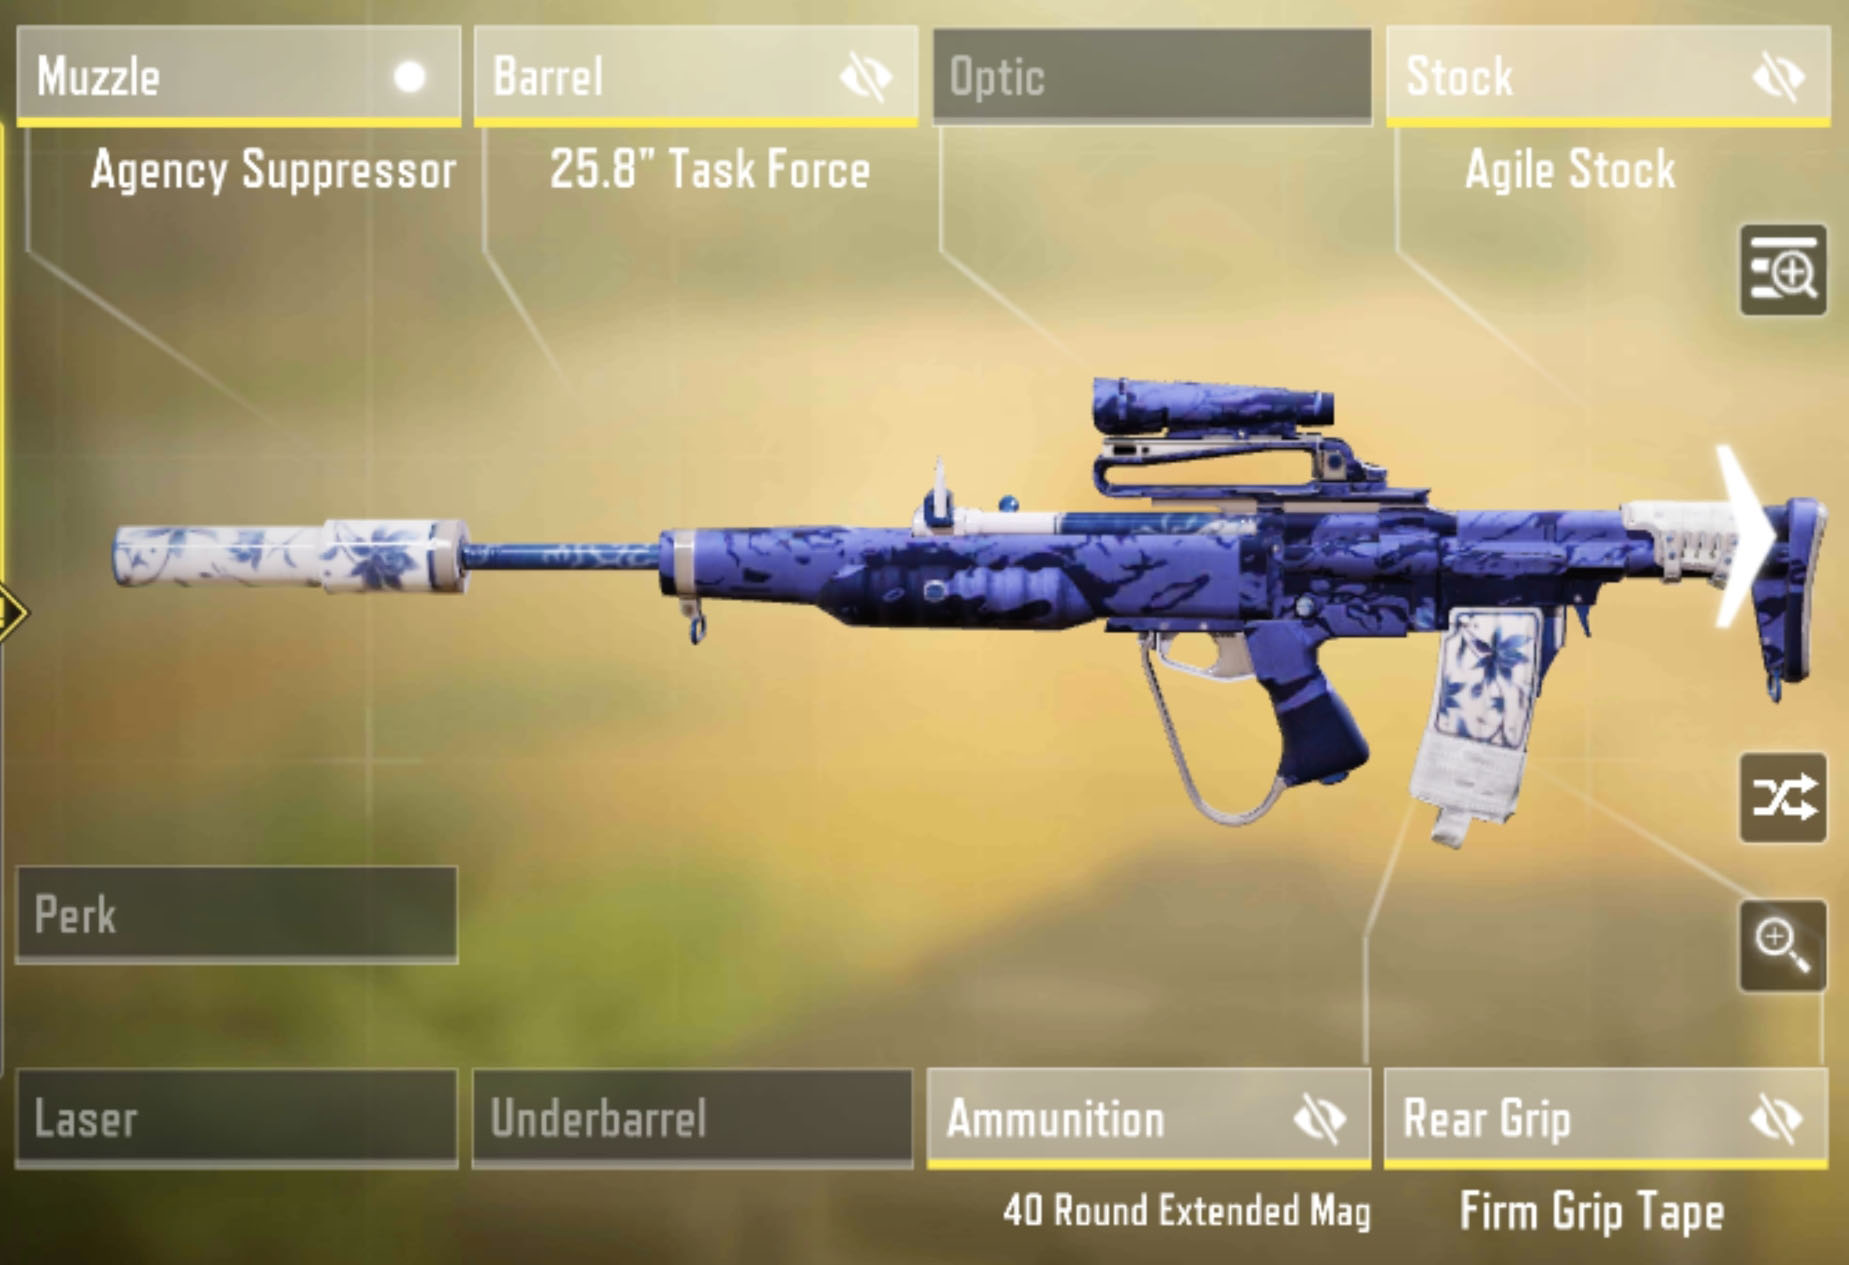 Muzzle
Barrel
Optic
Stock
Agency Suppressor
25.8" Task Force
Agile Stock
Perk
Laser
Underbarrel
Ammunition
Rear Grip
40 Round Extended Mag
Firm Grip Tape